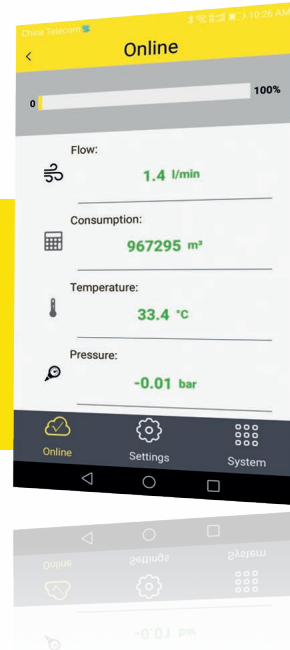 China Telecom 10:26 AM
Online
0 100%
Flow:
1.4 l/min
Consumption:
967295 m³
Temperature:
33.4 °C
Pressure:
-0.01 bar
Online Settings System